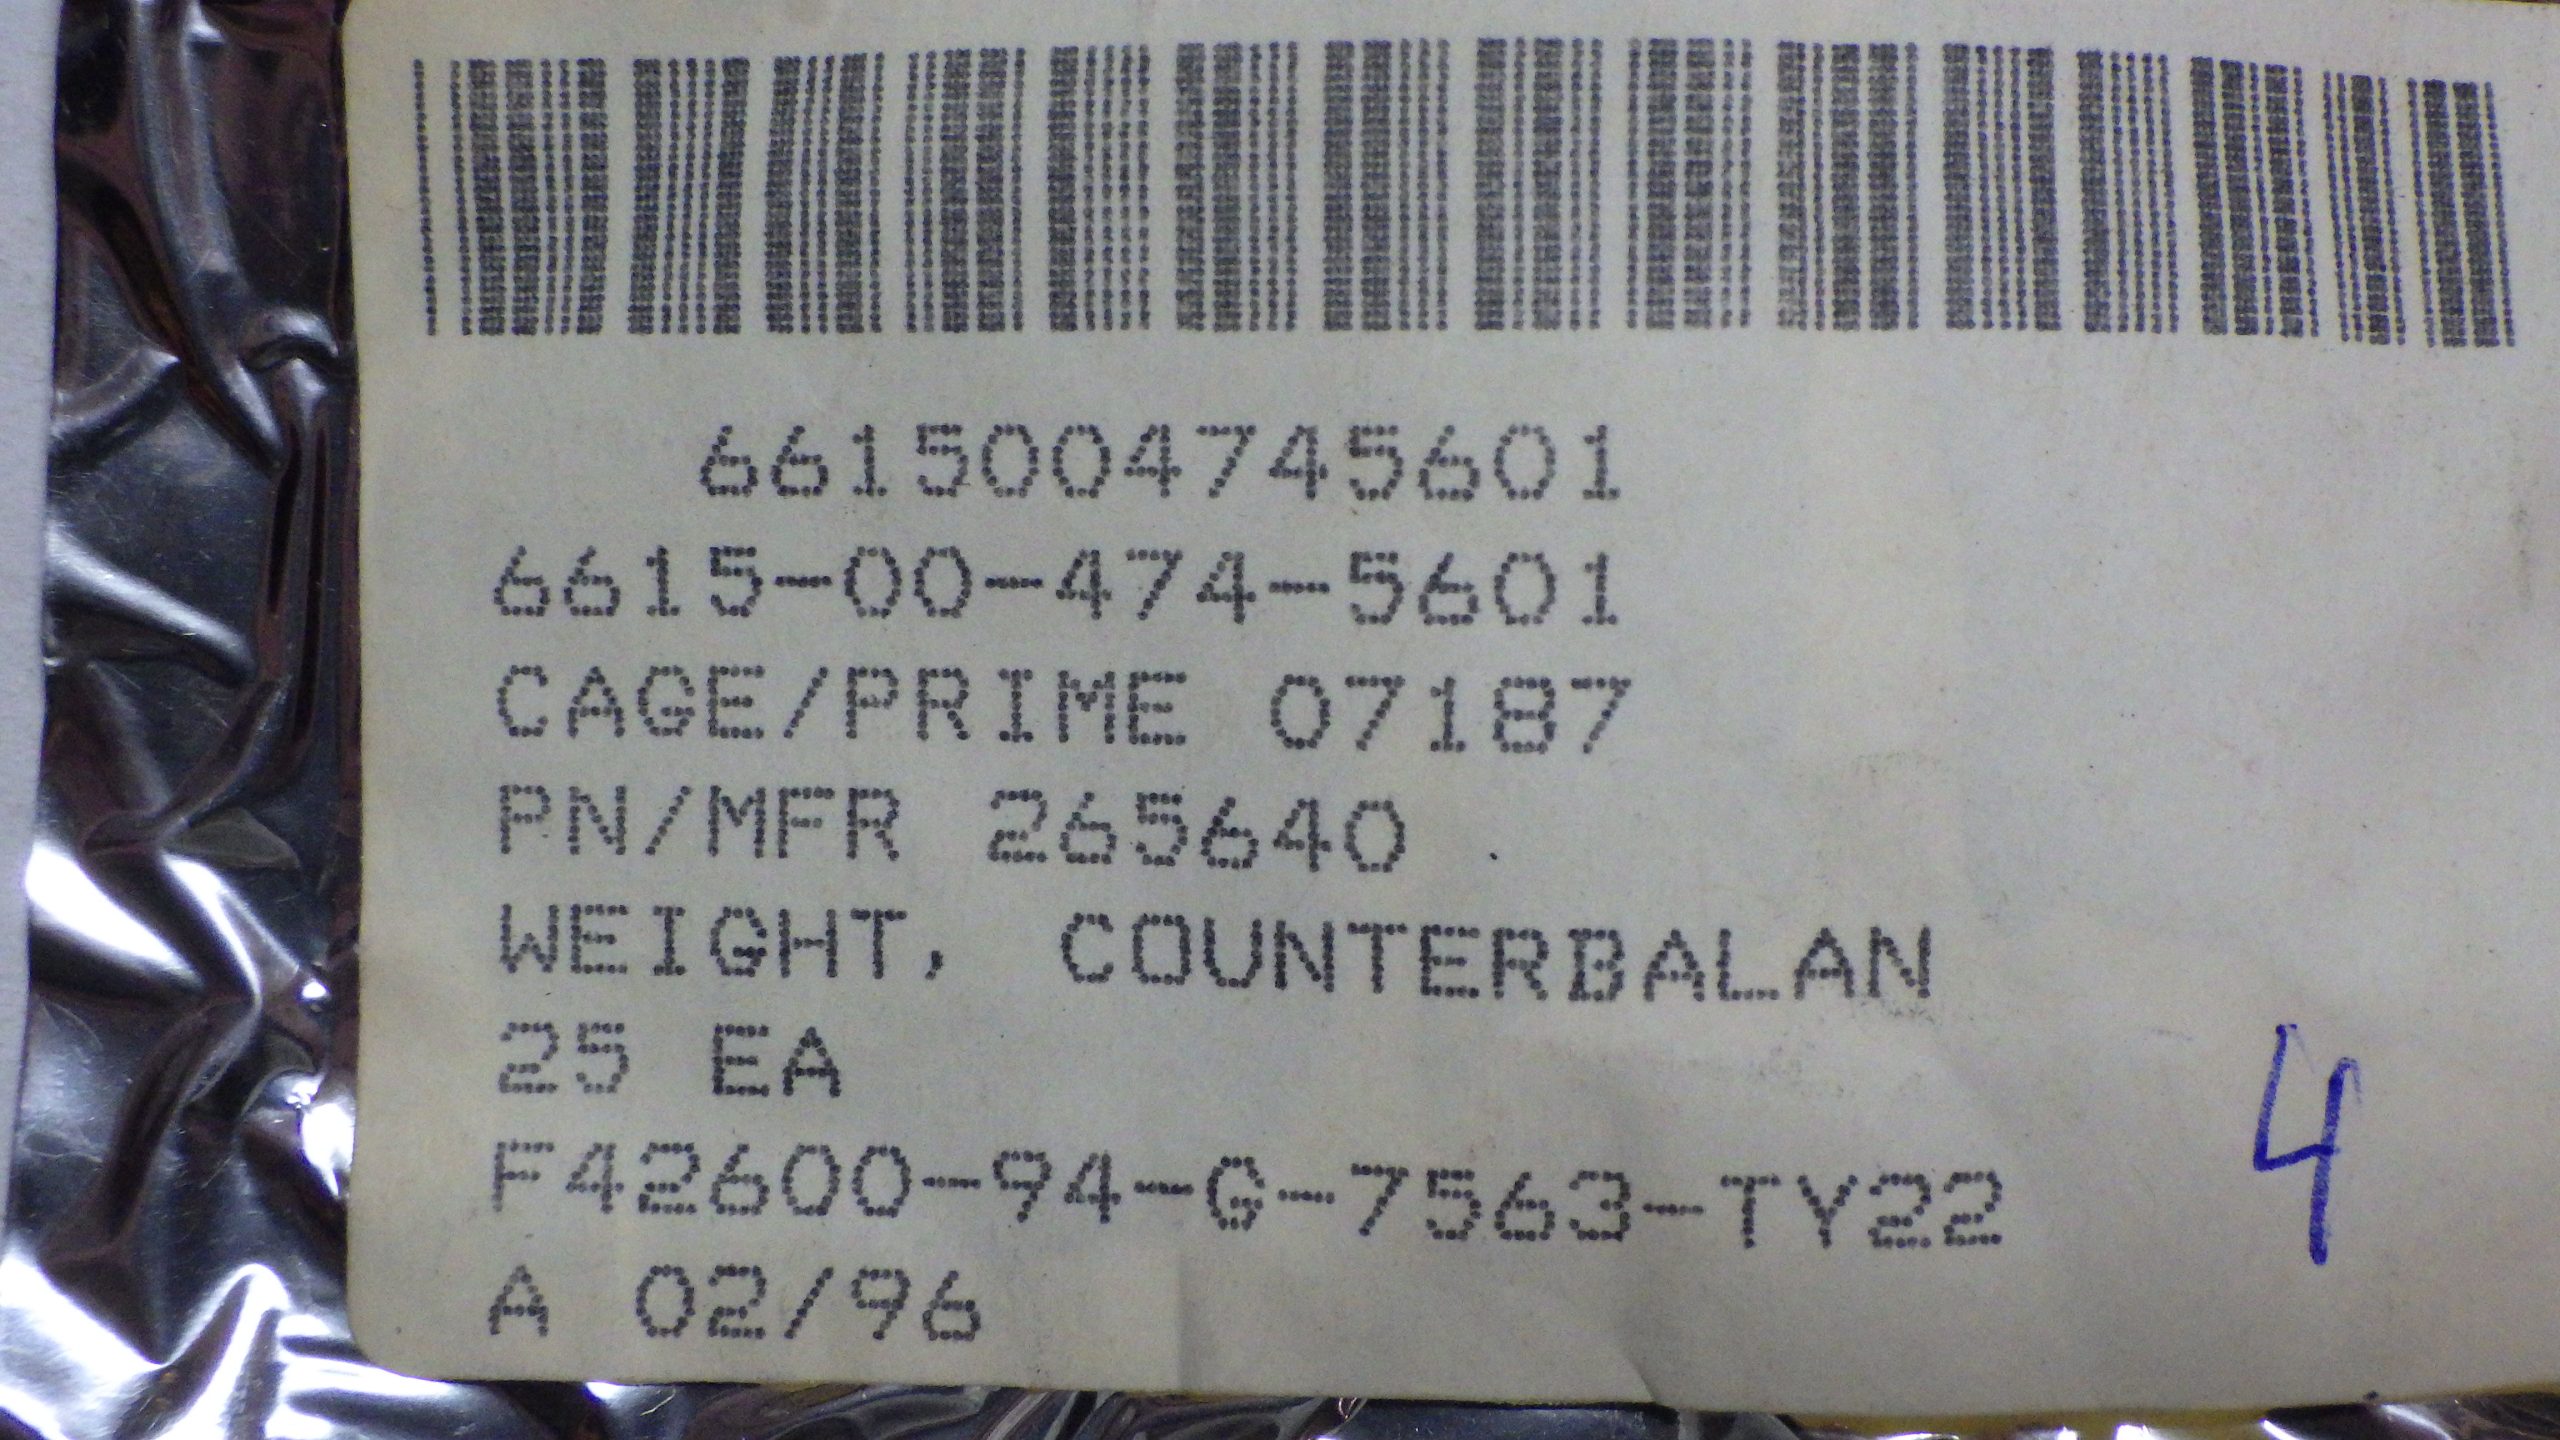 6615004745601
6615-00-474-5601
CAGE/PRIME 07187
PN/MFR 265640
WEIGHT, COUNTERBALAN
25 EA
F42600-94-G-7563-TY22
A 02/96
4